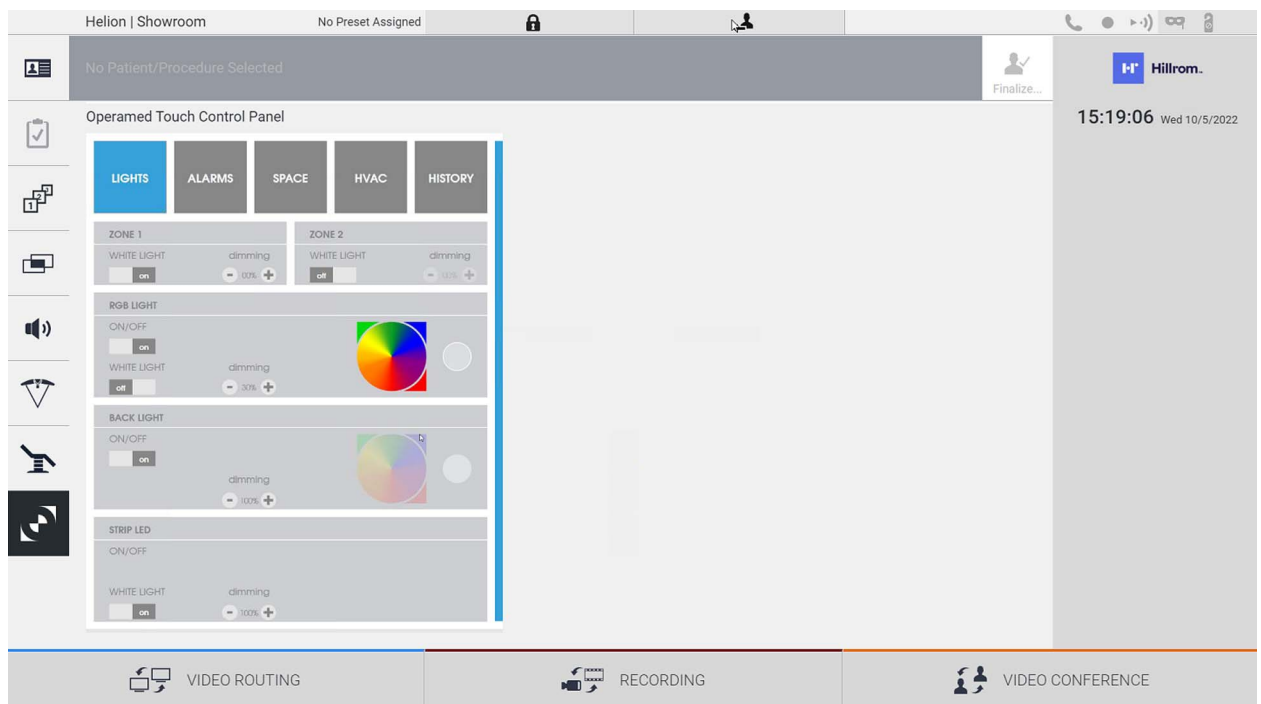 Helion | Showroom No Preset Assigned
No Patient/Procedure Selected
Finalize...
Hillrom™
15:19:06 Wed 10/5/2022
Operamed Touch Control Panel
LIGHTS ALARMS SPACE HVAC HISTORY
ZONE 1 ZONE 2
WHITE LIGHT dimming WHITE LIGHT dimming
on off
RGB LIGHT
ON/OFF
on
WHITE LIGHT dimming
off 30%
BACK LIGHT
ON/OFF
on
dimming
100%
STRIP LED
ON/OFF
WHITE LIGHT dimming
on 100%
VIDEO ROUTING RECORDING VIDEO CONFERENCE